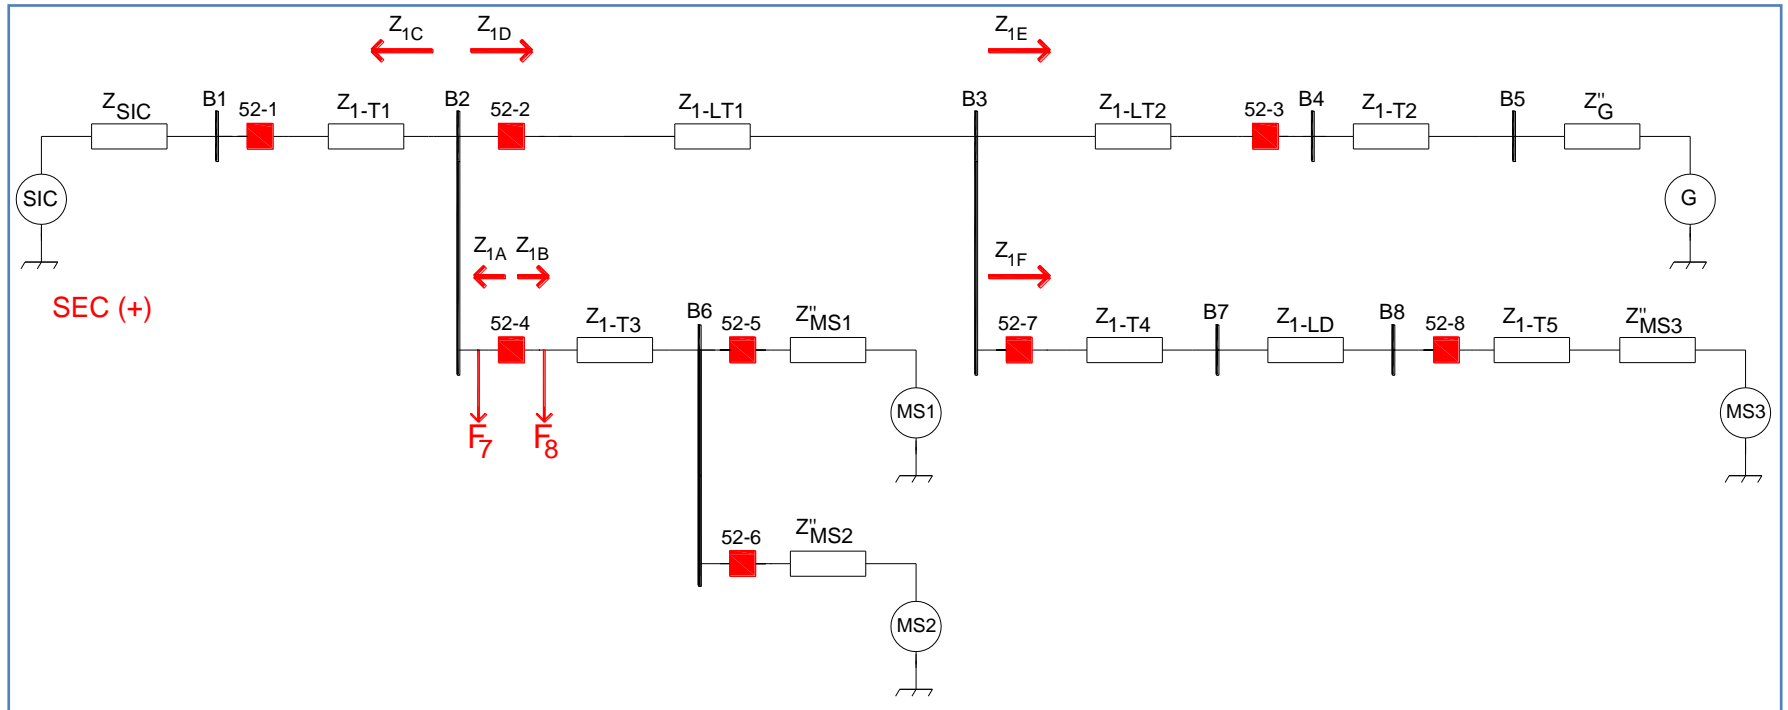 Z1C Z1D Z1E
ZSIC B1 52-1 Z1-T1 B2 52-2 Z1-LT1 B3 Z1-LT2 52-3 B4 Z1-T2 B5 Z"G
SIC G
Z1A Z1B Z1F
SEC (+)
52-4 Z1-T3 B6 52-5 Z"MS1 52-7 Z1-T4 B7 Z1-LD B8 52-8 Z1-T5 Z"MS3
MS1 MS3
F7 F8
52-6 Z"MS2
MS2